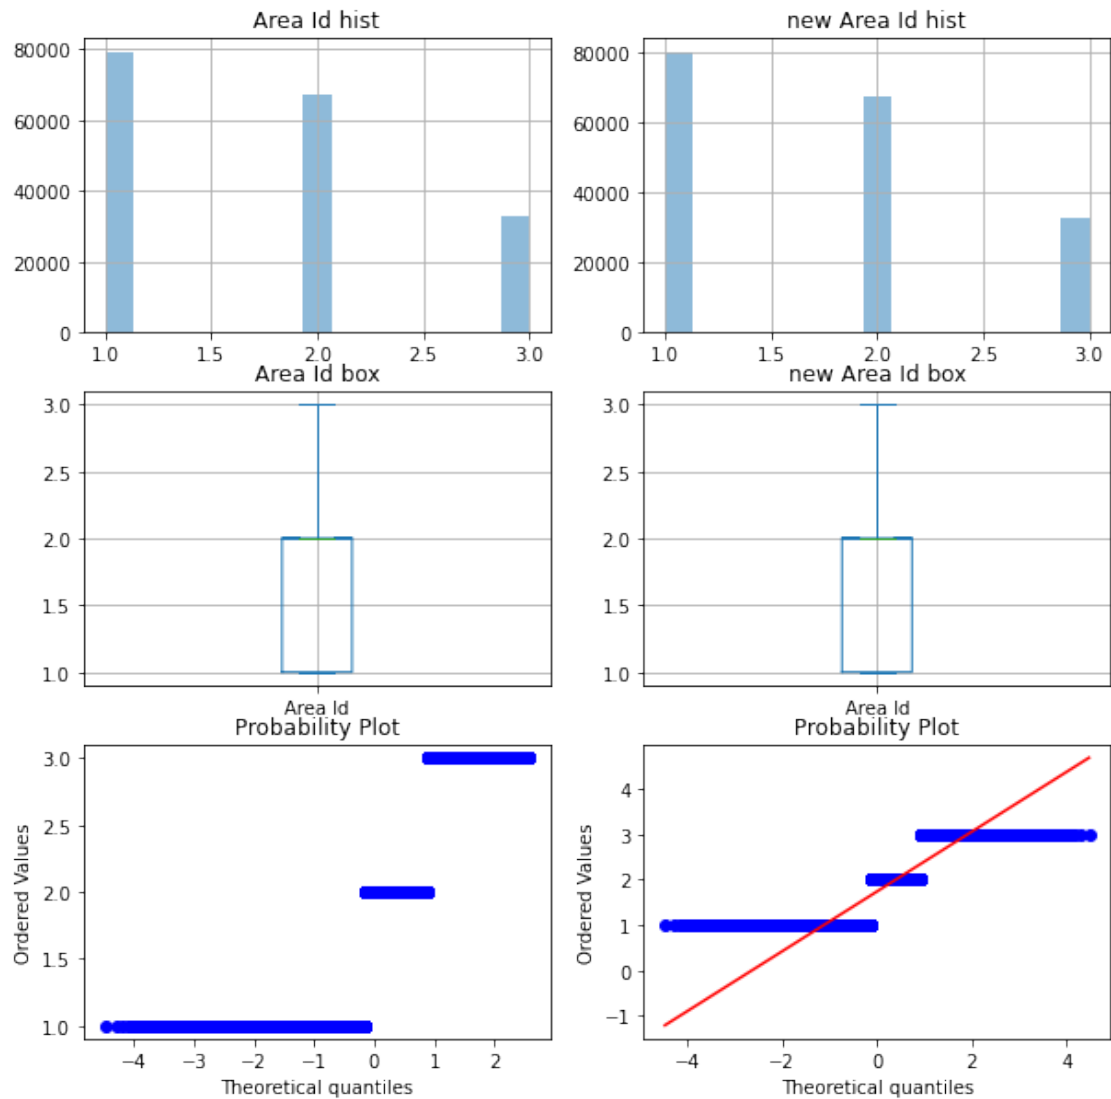 Area Id hist
80000
60000
40000
20000
0
1.0 1.5 2.0 2.5 3.0
new Area Id hist
80000
60000
40000
20000
0
1.0 1.5 2.0 2.5 3.0
Area Id box
3.0
2.5
2.0
1.5
1.0
Area Id
new Area Id box
3.0
2.5
2.0
1.5
1.0
Area Id
Probability Plot
Ordered Values
3.0
2.5
2.0
1.5
1.0
−4 −3 −2 −1 0 1 2
Theoretical quantiles
Probability Plot
Ordered Values
4
3
2
1
0
−1
−4 −2 0 2 4
Theoretical quantiles